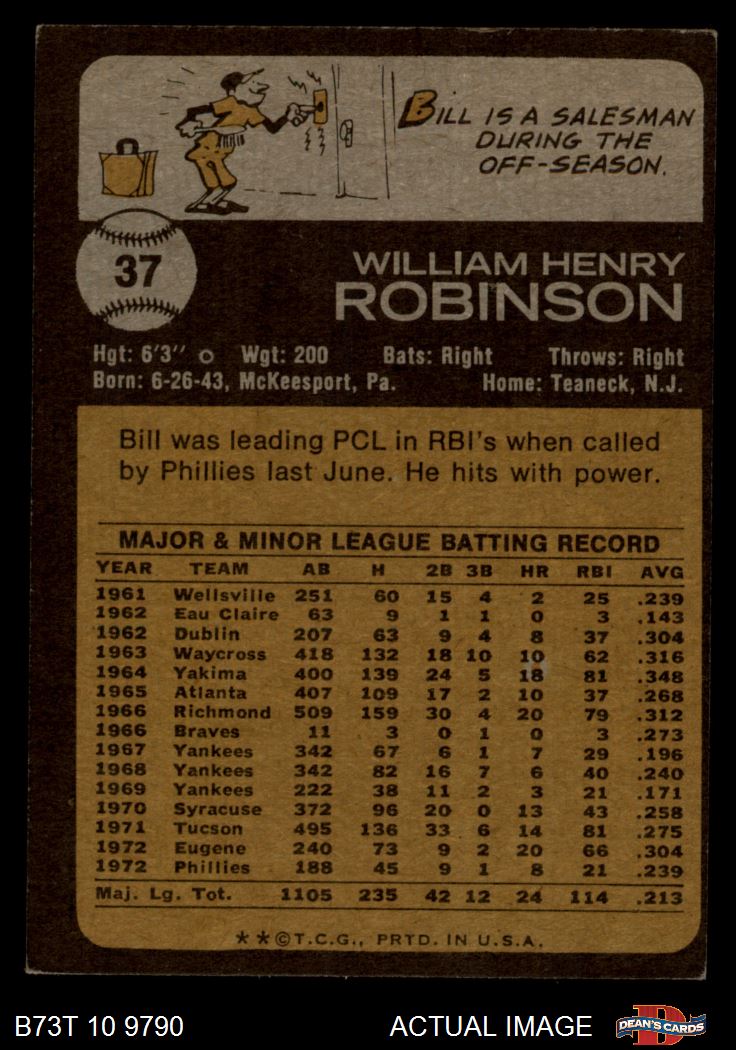 BILL IS A SALESMAN
DURING THE
OFF-SEASON.
37
WILLIAM HENRY
ROBINSON
Hgt: 6'3" Wgt: 200 Bats: Right Throws: Right
Born: 6-26-43, McKeesport, Pa. Home: Teaneck, N.J.
Bill was leading PCL in RBI's when called
by Phillies last June. He hits with power.
MAJOR & MINOR LEAGUE BATTING RECORD
YEAR TEAM AB H 2B 3B HR RBI AVG
1961 Wellsville 251 60 15 4 2 25 .239
1962 Eau Claire 63 9 1 1 0 3 .143
1962 Dublin 207 63 9 4 8 37 .304
1963 Waycross 418 132 18 10 10 62 .316
1964 Yakima 400 139 24 5 18 81 .348
1965 Atlanta 407 109 17 2 10 37 .268
1966 Richmond 509 159 30 4 20 79 .312
1966 Braves 11 3 0 1 0 3 .273
1967 Yankees 342 67 6 1 7 29 .196
1968 Yankees 342 82 16 7 6 40 .240
1969 Yankees 222 38 11 2 3 21 .171
1970 Syracuse 372 96 20 0 13 43 .258
1971 Tucson 495 136 33 6 14 81 .275
1972 Eugene 240 73 9 2 20 66 .304
1972 Phillies 188 45 9 1 8 21 .239
Maj. Lg. Tot. 1105 235 42 12 24 114 .213
**©T.C.G., PRTD. IN U.S.A.
B73T 10 9790 ACTUAL IMAGE D DEAN'S CARDS